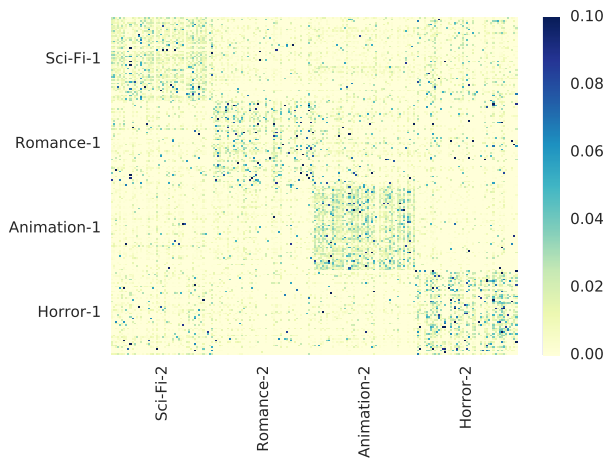 Sci-Fi-1
Romance-1
Animation-1
Horror-1
Sci-Fi-2
Romance-2
Animation-2
Horror-2
0.10
0.08
0.06
0.04
0.02
0.00